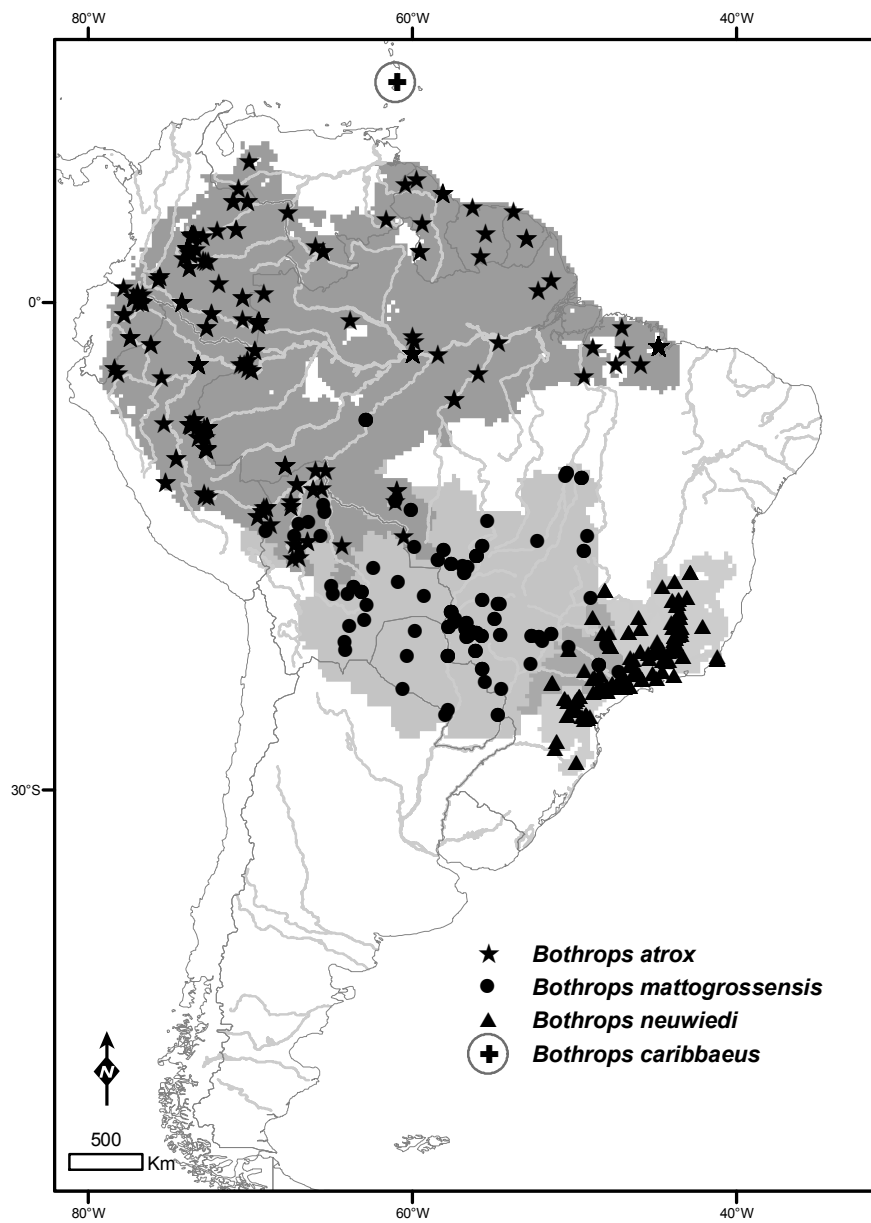 80°W 60°W 40°W
0°
30°S
Bothrops atrox
Bothrops mattogrossensis
Bothrops neuwiedi
Bothrops caribbaeus
N
500
Km
80°W 60°W 40°W